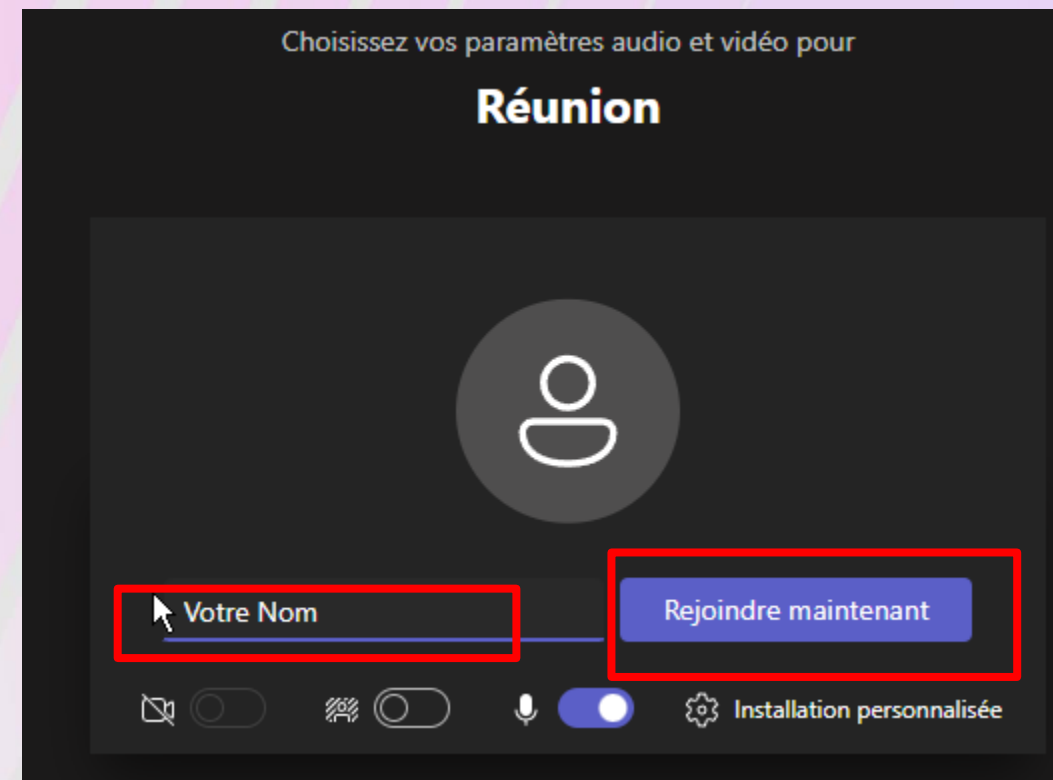 Choisissez vos paramètres audio et vidéo pour
Réunion
Votre Nom
Rejoindre maintenant
Installation personnalisée